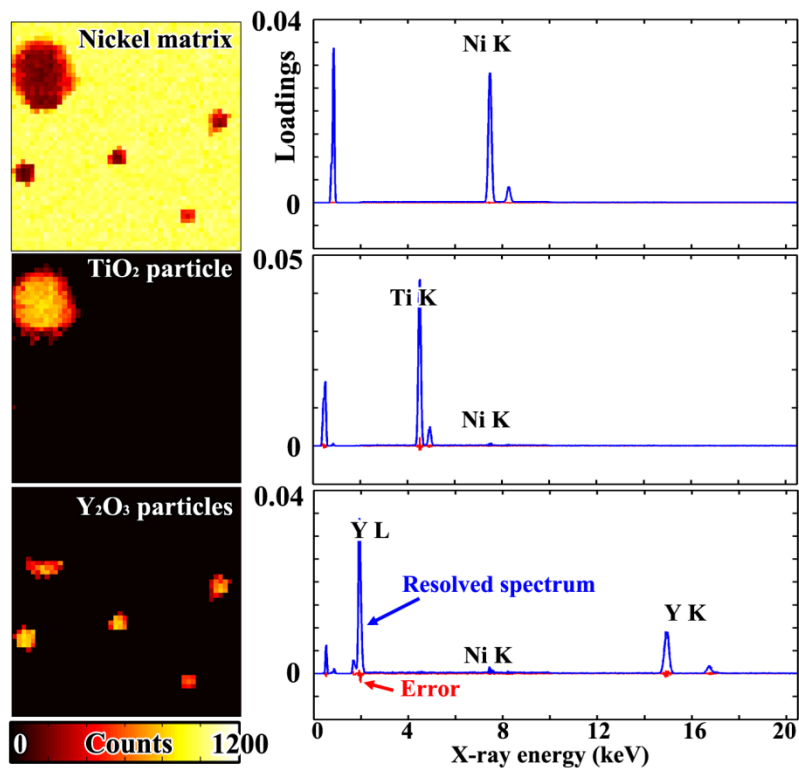 Nickel matrix
0.04
Loadings
Ni K
0
TiO₂ particle
0.05
Ti K
Ni K
0
Y₂O₃ particles
0.04
Y L
Resolved spectrum
Y K
Ni K
0
Error
0 Counts 1200
0 4 8 12 16 20
X-ray energy (keV)